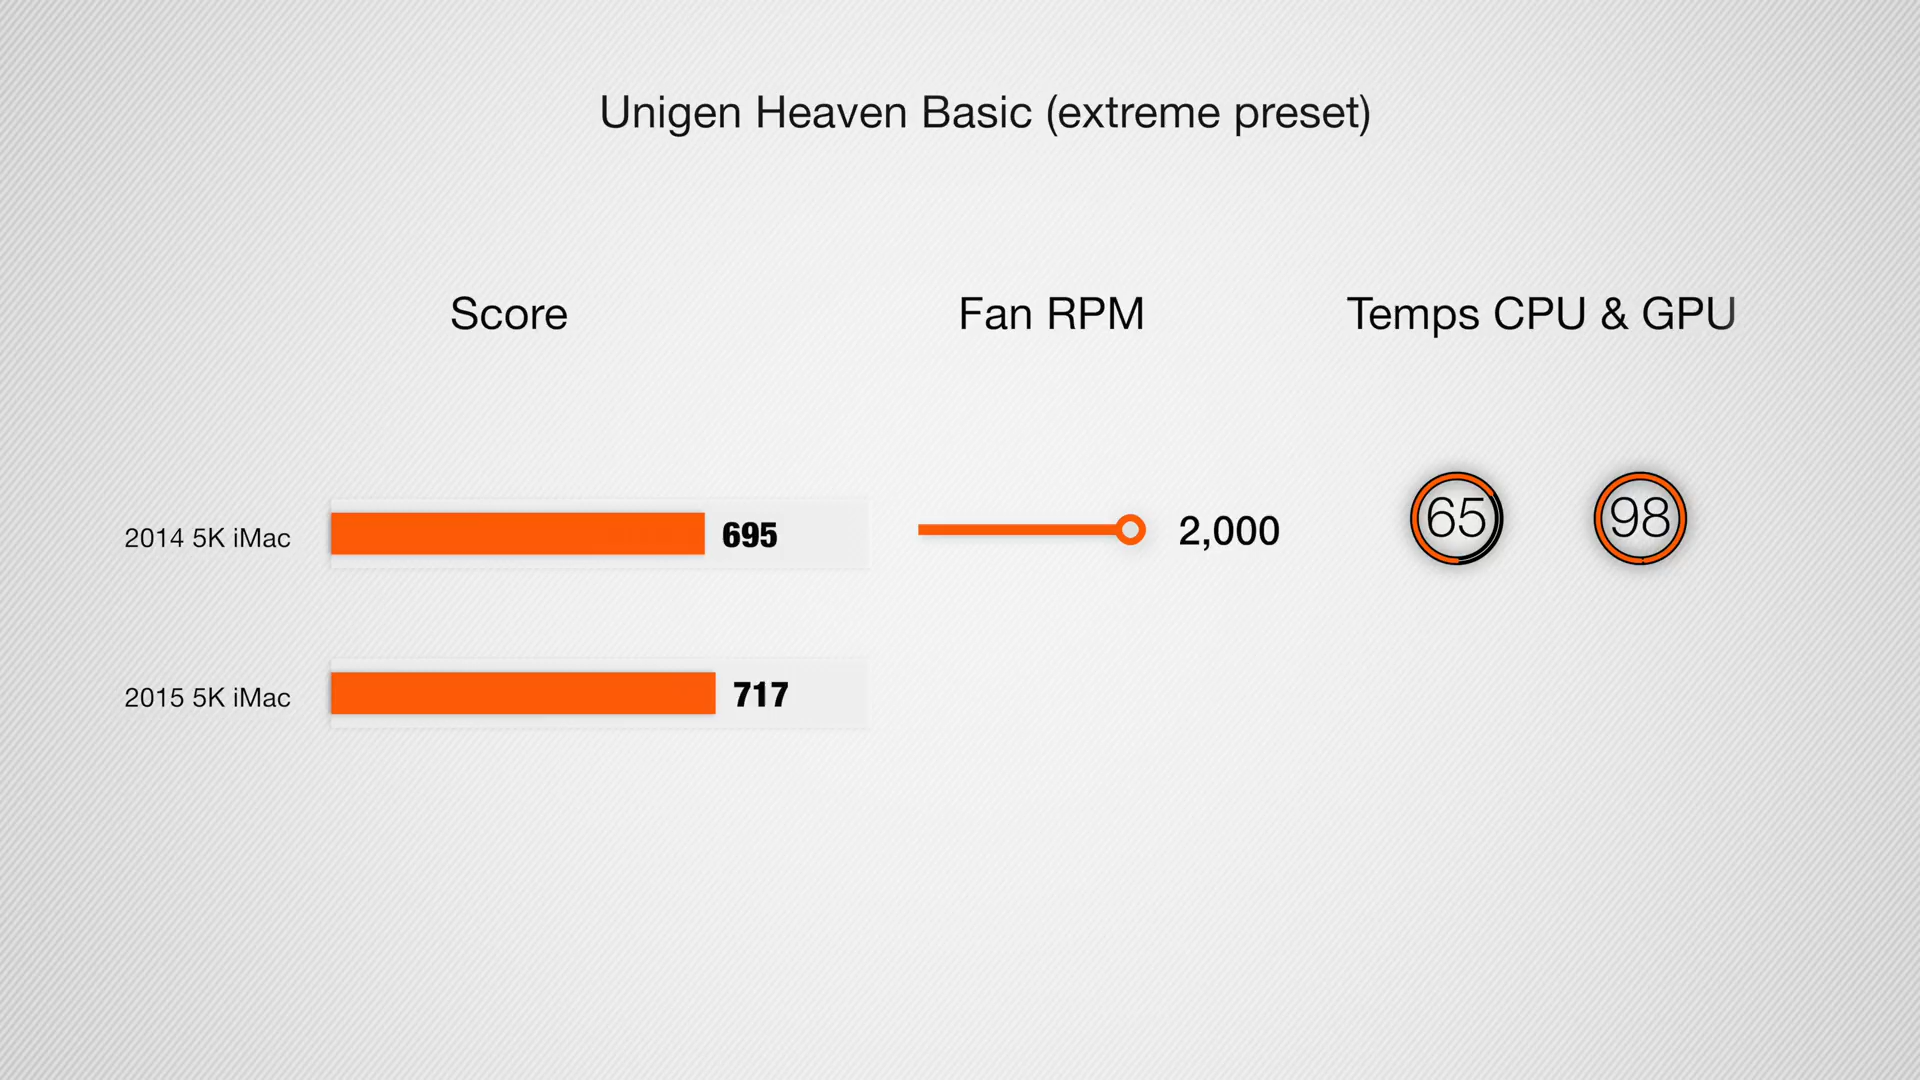 Unigen Heaven Basic (extreme preset)
Score
Fan RPM
Temps CPU & GPU
2014 5K iMac
695
2,000
65
98
2015 5K iMac
717